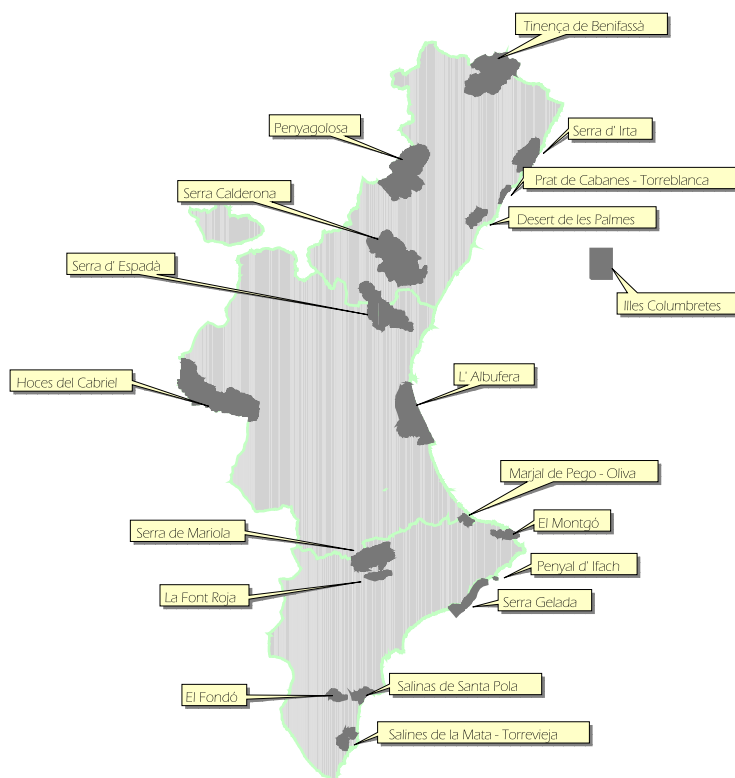 Tinença de Benifassà
Penyagolosa
Serra d' Irta
Prat de Cabanes - Torreblanca
Serra Calderona
Desert de les Palmes
Serra d' Espadà
Illes Columbretes
Hoces del Cabriel
L' Albufera
Marjal de Pego - Oliva
El Montgó
Serra de Mariola
Penyal d' Ifach
La Font Roja
Serra Gelada
El Fondó
Salinas de Santa Pola
Salines de la Mata - Torrevieja